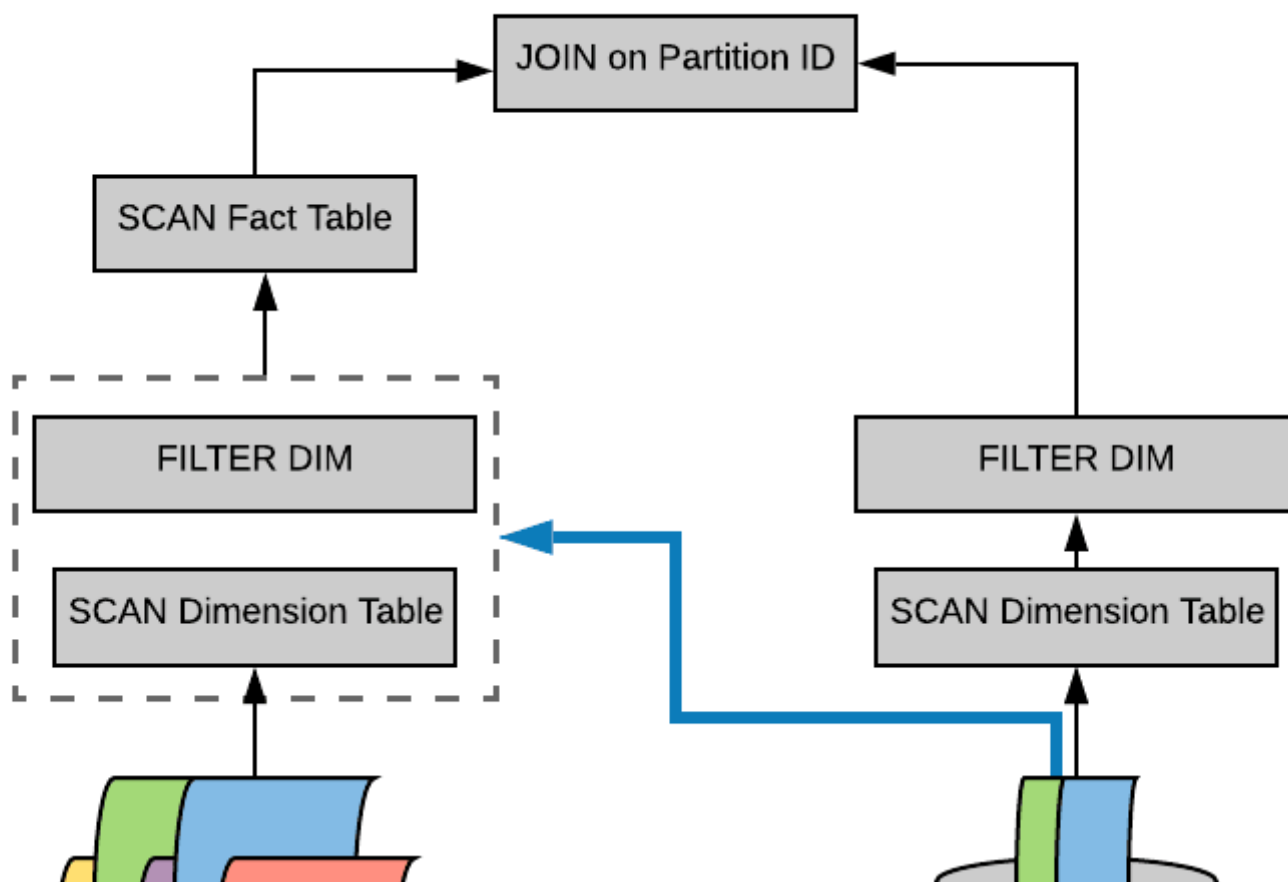 JOIN on Partition ID
SCAN Fact Table
FILTER DIM
FILTER DIM
SCAN Dimension Table
SCAN Dimension Table